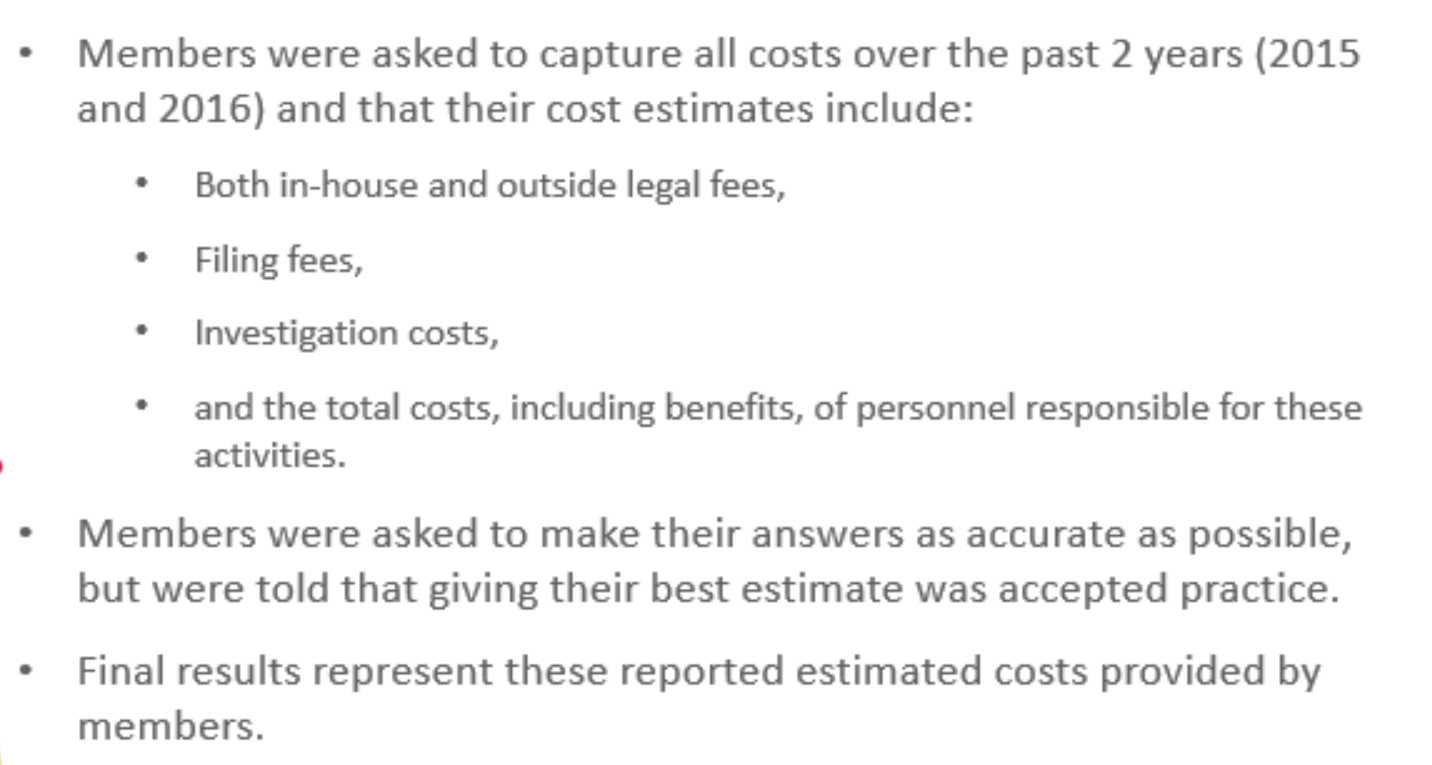 • Members were asked to capture all costs over the past 2 years (2015
and 2016) and that their cost estimates include:
• Both in-house and outside legal fees,
• Filing fees,
• Investigation costs,
• and the total costs, including benefits, of personnel responsible for these
activities.
• Members were asked to make their answers as accurate as possible,
but were told that giving their best estimate was accepted practice.
• Final results represent these reported estimated costs provided by
members.